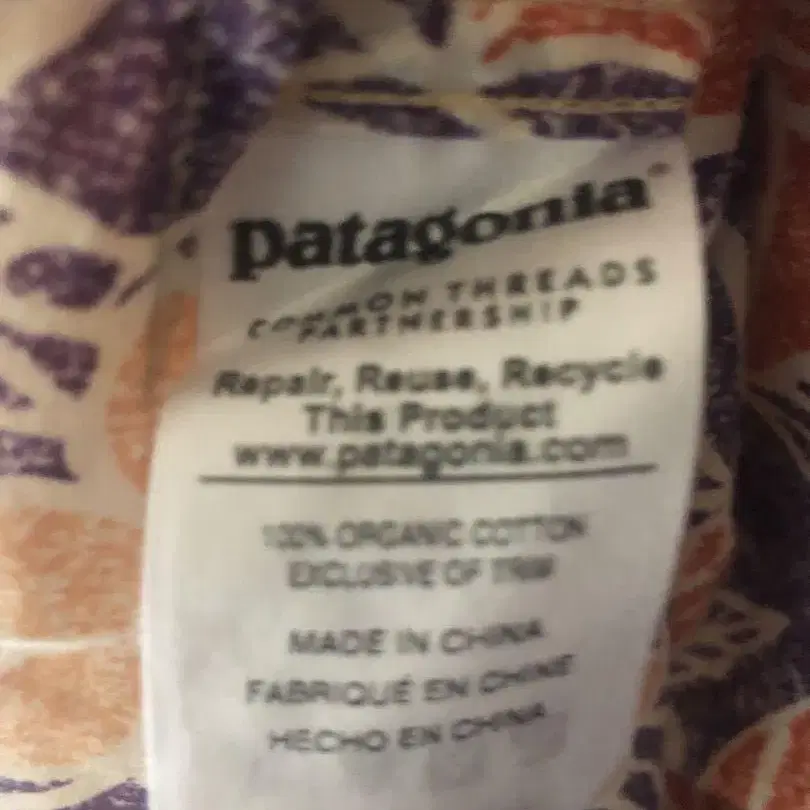 patagonia
COMMON THREADS
PARTNERSHIP
Repair, Reuse, Recycle
This Product
www.patagonia.com
100% ORGANIC COTTON
EXCLUSIVE OF TRIM
MADE IN CHINA
FABRIQUÉ EN CHINE
HECHO EN CHINA